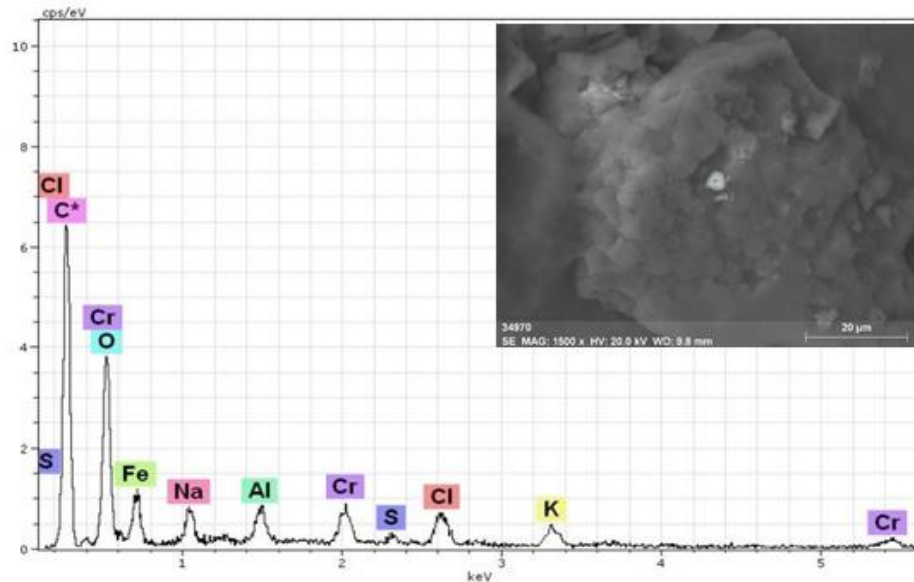 cps/eV
10
8
6
4
2
0
Cl
C*
Cr
O
S
Fe
Na
Al
Cr
S
Cl
K
Cr
1
2
3
4
5
keV
34970
SE MAG: 1500 x HV: 20.0 kV WD: 9.8 mm
20 µm